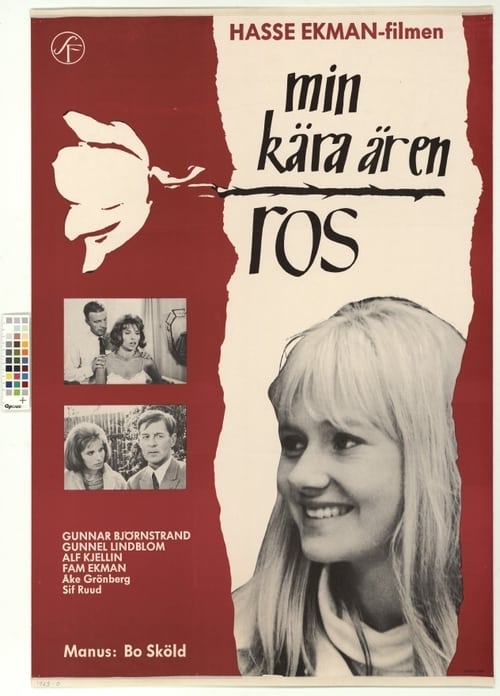 SF
HASSE EKMAN-filmen
min
kära är en
ros
GUNNAR BJÖRNSTRAND
GUNNEL LINDBLOM
ALF KJELLIN
FAM EKMAN
Åke Grönberg
Sif Ruud
Manus: Bo Sköld